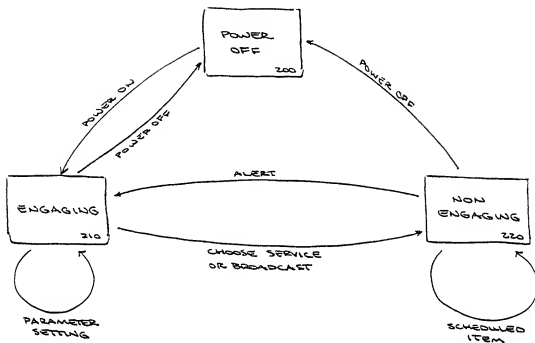 POWER
OFF
200
POWER ON
POWER OFF
POWER OFF
ALERT
ENGAGING
210
NON
ENGAGING
220
CHOOSE SERVICE
OR BROADCAST
PARAMETER
SETTING
SCHEDULED
ITEM